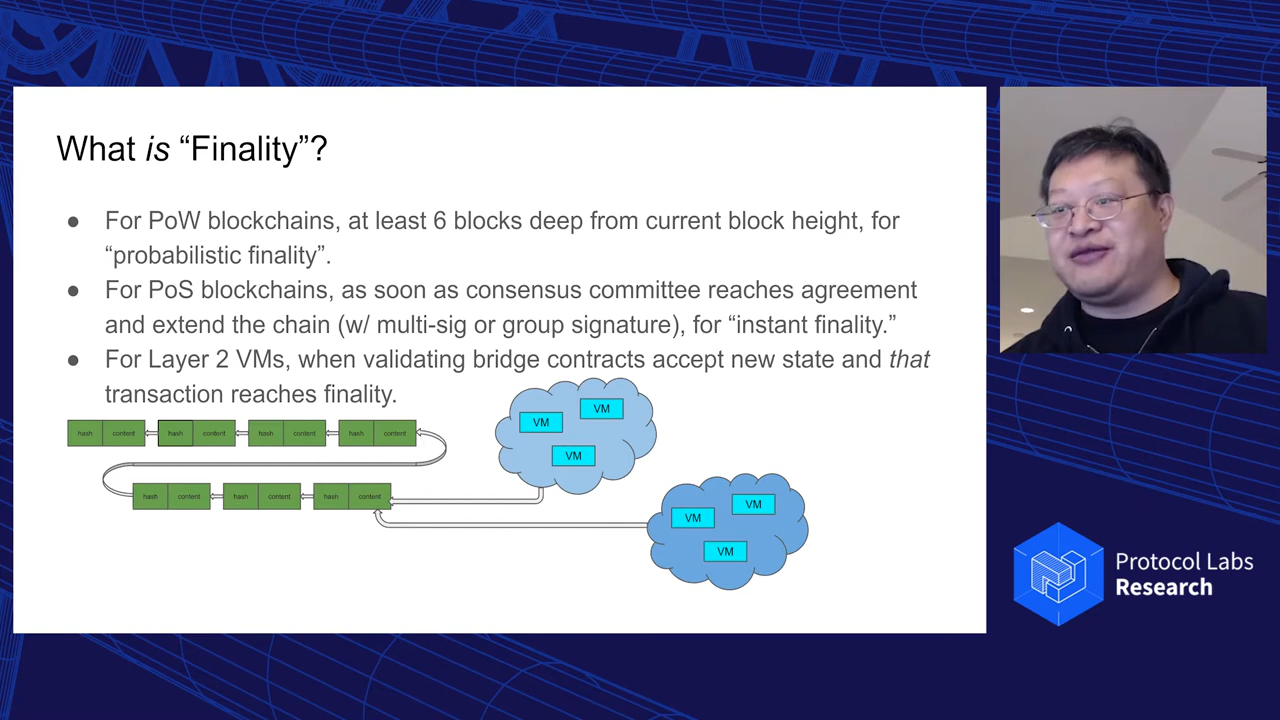 What is “Finality”?
● For PoW blockchains, at least 6 blocks deep from current block height, for
“probabilistic finality”.
● For PoS blockchains, as soon as consensus committee reaches agreement
and extend the chain (w/ multi-sig or group signature), for “instant finality.”
● For Layer 2 VMs, when validating bridge contracts accept new state and that
transaction reaches finality.
hash content hash content hash content hash content
hash content hash content hash content
VM
VM
VM
VM
VM
VM
Protocol Labs
Research